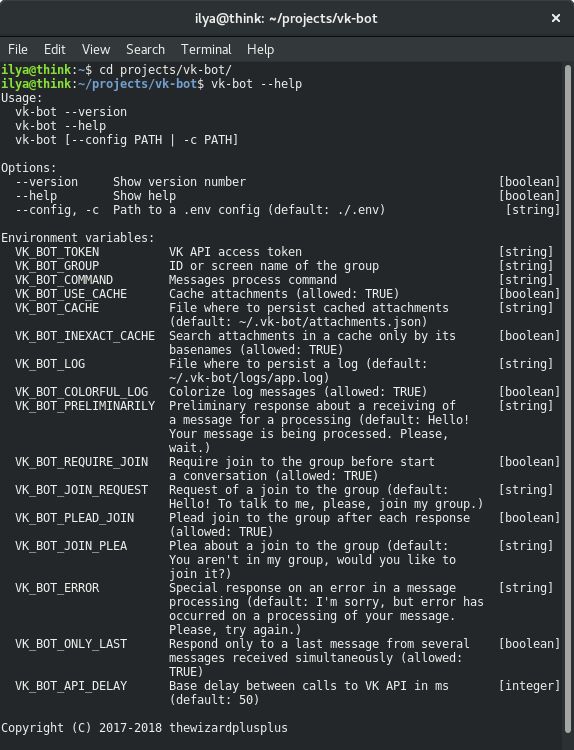 ilya@think: ~/projects/vk-bot
×
File Edit View Search Terminal Help
ilya@think:~$ cd projects/vk-bot/
ilya@think:~/projects/vk-bot$ vk-bot --help
Usage:
  vk-bot --version
  vk-bot --help
  vk-bot [--config PATH | -c PATH]

Options:
  --version     Show version number                                    [boolean]
  --help        Show help                                              [boolean]
  --config, -c  Path to a .env config (default: ./.env)                 [string]

Environment variables:
  VK_BOT_TOKEN          VK API access token                            [string]
  VK_BOT_GROUP          ID or screen name of the group                 [string]
  VK_BOT_COMMAND        Messages process command                       [string]
  VK_BOT_USE_CACHE      Cache attachments (allowed: TRUE)              [boolean]
  VK_BOT_CACHE          File where to persist cached attachments       [string]
                        (default: ~/.vk-bot/attachments.json)
  VK_BOT_INEXACT_CACHE  Search attachments in a cache only by its      [boolean]
                        basenames (allowed: TRUE)
  VK_BOT_LOG            File where to persist a log (default:          [string]
                        ~/.vk-bot/logs/app.log)
  VK_BOT_COLORFUL_LOG   Colorize log messages (allowed: TRUE)          [boolean]
  VK_BOT_PRELIMINARILY  Preliminary response about a receiving of      [string]
                        a message for a processing (default: Hello!
                        Your message is being processed. Please,
                        wait.)
  VK_BOT_REQUIRE_JOIN   Require join to the group before start         [boolean]
                        a conversation (allowed: TRUE)
  VK_BOT_JOIN_REQUEST   Request of a join to the group (default:       [string]
                        Hello! To talk to me, please, join my group.)
  VK_BOT_PLEAD_JOIN     Plead join to the group after each response    [boolean]
                        (allowed: TRUE)
  VK_BOT_JOIN_PLEA      Plea about a join to the group (default:       [string]
                        You aren't in my group, would you like to
                        join it?)
  VK_BOT_ERROR          Special response on an error in a message      [string]
                        processing (default: I'm sorry, but error has
                        occurred on a processing of your message.
                        Please, try again.)
  VK_BOT_ONLY_LAST      Respond only to a last message from several    [boolean]
                        messages received simultaneously (allowed:
                        TRUE)
  VK_BOT_API_DELAY      Base delay between calls to VK API in ms       [integer]
                        (default: 50)

Copyright (C) 2017-2018 thewizardplusplus